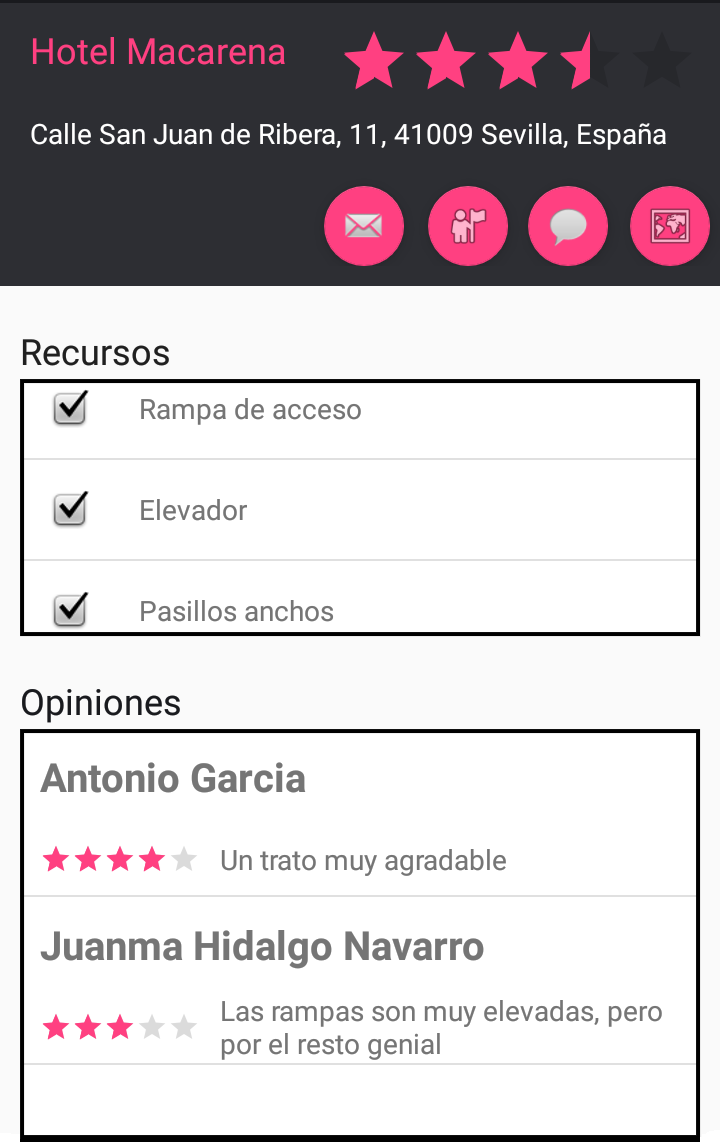 Hotel Macarena
Calle San Juan de Ribera, 11, 41009 Sevilla, España
Recursos
Rampa de acceso
Elevador
Pasillos anchos
Opiniones
Antonio Garcia
Un trato muy agradable
Juanma Hidalgo Navarro
Las rampas son muy elevadas, pero
por el resto genial